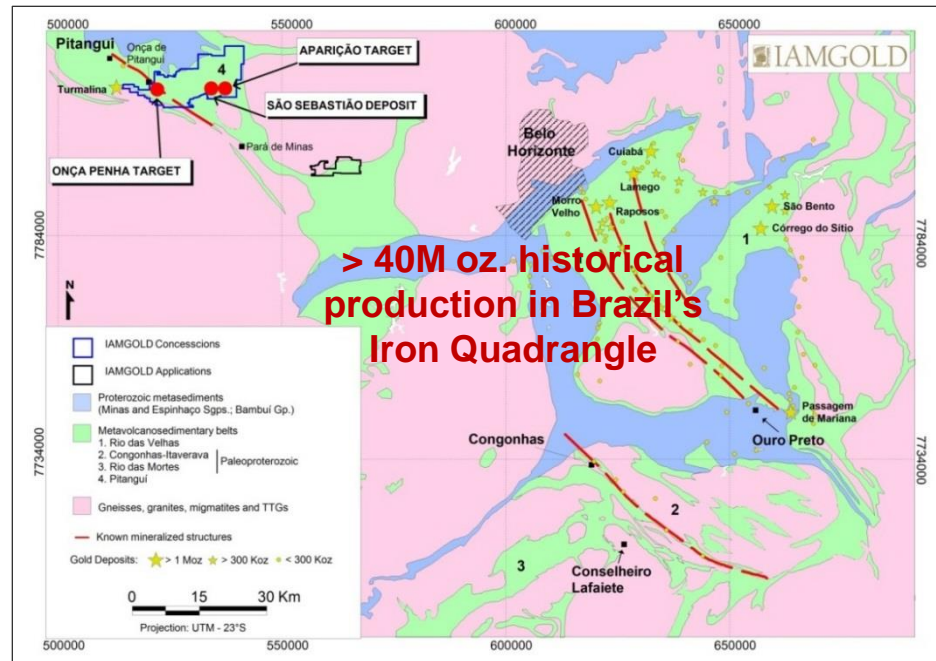 500000
550000
600000
650000
IAMGOLD
Pitangui
Onça de
Pitangui
4
APARIÇÃO TARGET
Turmalina
SÃO SEBASTIÃO DEPOSIT
Pará de Minas
ONÇA PENHA TARGET
Belo
Horizonte
Cuiabá
Lamego
Morro
Velho
Raposos
São Bento
Córrego do Sítio
1
7784000
7784000
> 40M oz. historical
production in Brazil's
Iron Quadrangle
N
IAMGOLD Concesscions
IAMGOLD Applications
Proterozoic metasediments
(Minas and Espinhaço Sgps.; Bambuí Gp.)
Metavolcanosedimentary belts
1. Rio das Velhas
2. Congonhas-Itaverava
3. Rio das Mortes
4. Pitanguí
Paleoproterozoic
Gneisses, granites, migmatites and TTGs
Known mineralized structures
Gold Deposits: > 1 Moz > 300 Koz < 300 Koz
Passagem
de Mariana
Ouro Preto
Congonhas
7734000
7734000
2
3
Conselheiro
Lafaiete
0 15 30 Km
Projection: UTM - 23°S
500000
550000
600000
650000